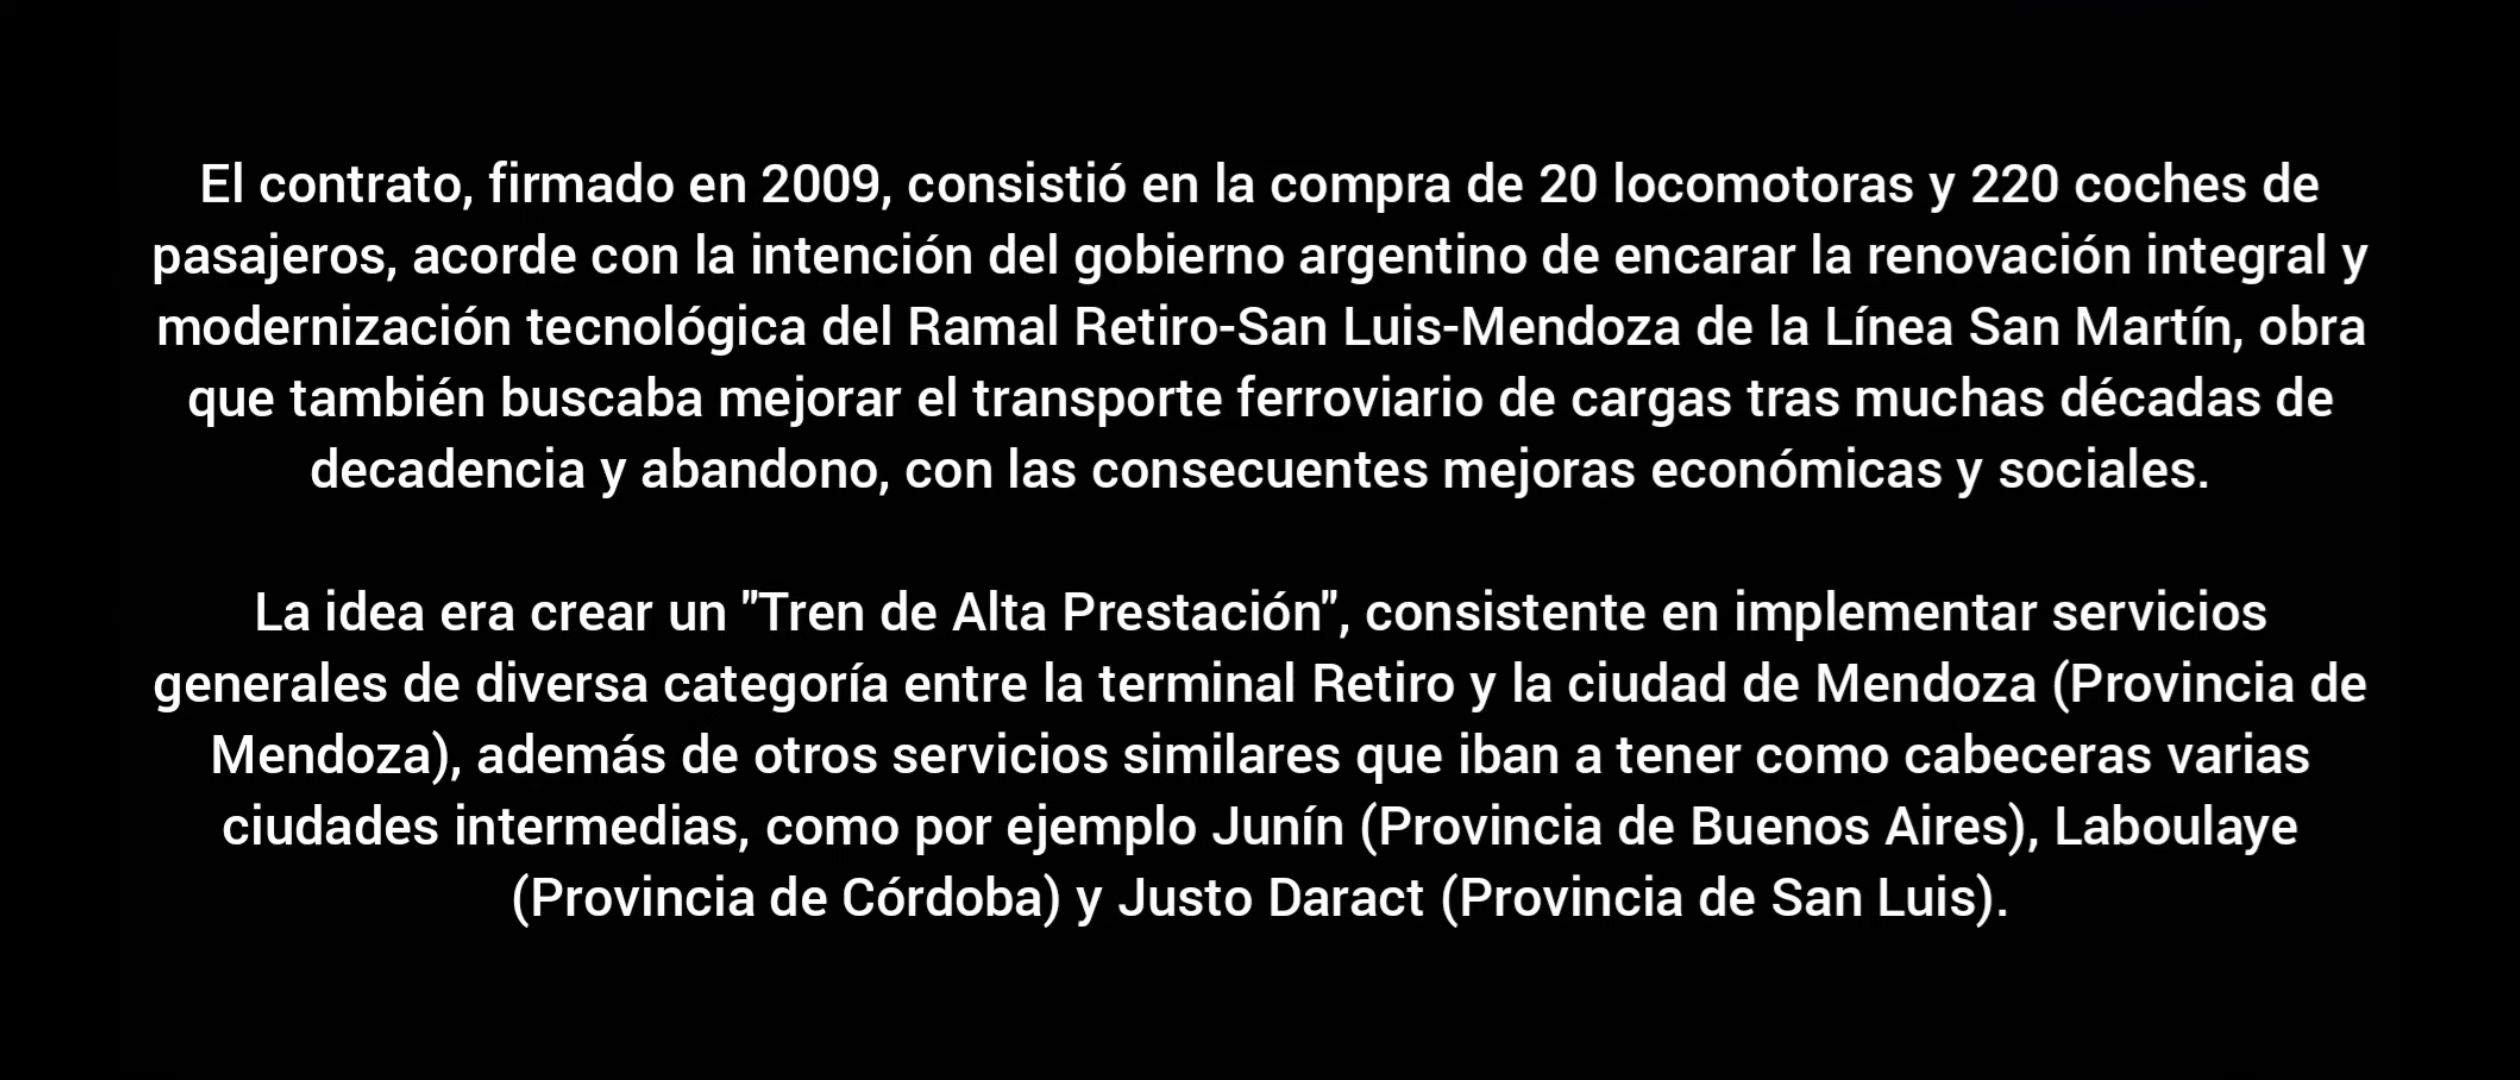 El contrato, firmado en 2009, consistió en la compra de 20 locomotoras y 220 coches de
pasajeros, acorde con la intención del gobierno argentino de encarar la renovación integral y
modernización tecnológica del Ramal Retiro-San Luis-Mendoza de la Línea San Martín, obra
que también buscaba mejorar el transporte ferroviario de cargas tras muchas décadas de
decadencia y abandono, con las consecuentes mejoras económicas y sociales.
La idea era crear un "Tren de Alta Prestación", consistente en implementar servicios
generales de diversa categoría entre la terminal Retiro y la ciudad de Mendoza (Provincia de
Mendoza), además de otros servicios similares que iban a tener como cabeceras varias
ciudades intermedias, como por ejemplo Junín (Provincia de Buenos Aires), Laboulaye
(Provincia de Córdoba) y Justo Daract (Provincia de San Luis).